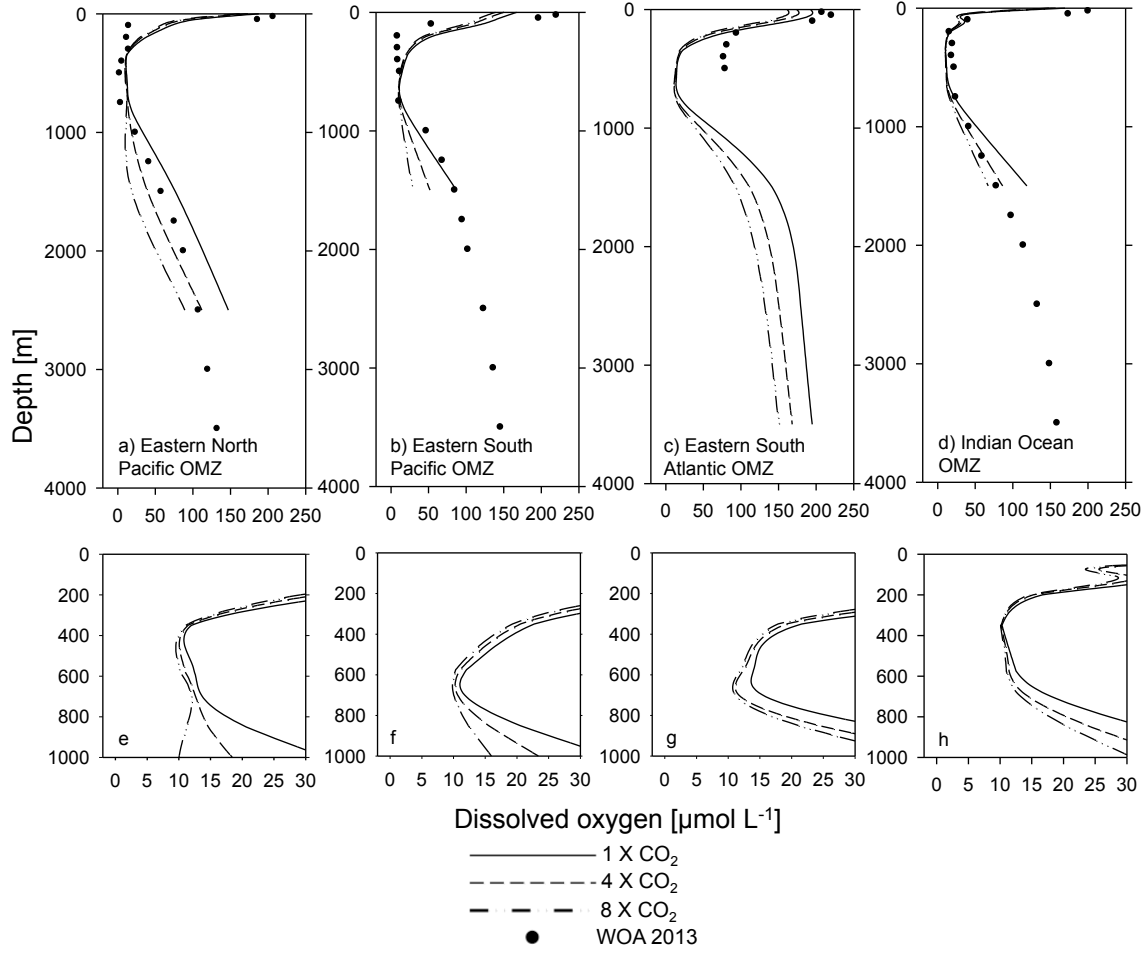 0
1000
2000
3000
4000
0 50 100 150 200 250
a) Eastern North
Pacific OMZ
0
1000
2000
3000
4000
0 50 100 150 200 250
b) Eastern South
Pacific OMZ
0
1000
2000
3000
4000
0 50 100 150 200 250
c) Eastern South
Atlantic OMZ
0
1000
2000
3000
4000
0 50 100 150 200 250
d) Indian Ocean
OMZ
Depth [m]
0
200
400
600
800
1000
0 5 10 15 20 25 30
e
0
200
400
600
800
1000
0 5 10 15 20 25 30
f
0
200
400
600
800
1000
0 5 10 15 20 25 30
g
0
200
400
600
800
1000
0 5 10 15 20 25 30
h
Dissolved oxygen [µmol L⁻¹]
1 X CO₂
4 X CO₂
8 X CO₂
WOA 2013